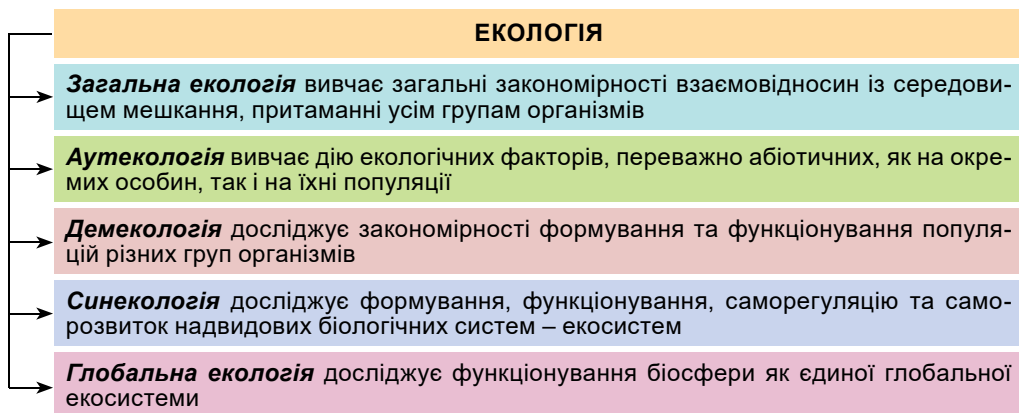 ЕКОЛОГІЯ
Загальна екологія вивчає загальні закономірності взаємовідносин із середови-
щем мешкання, притаманні усім групам організмів
Аутекологія вивчає дію екологічних факторів, переважно абіотичних, як на окре-
мих особин, так і на їхні популяції
Демекологія досліджує закономірності формування та функціонування популя-
цій різних груп організмів
Синекологія досліджує формування, функціонування, саморегуляцію та само-
розвиток надвидових біологічних систем – екосистем
Глобальна екологія досліджує функціонування біосфери як єдиної глобальної
екосистеми